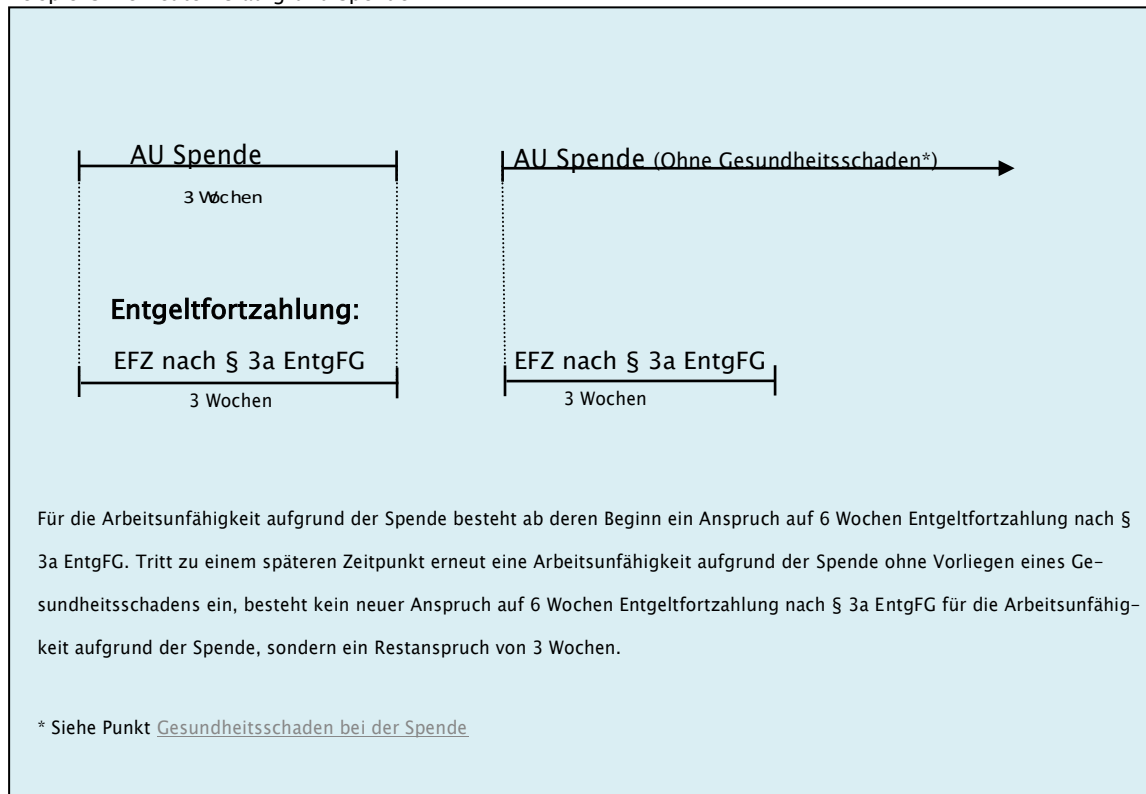 AU Spende
AU Spende (Ohne Gesundheitsschaden*)
3 Wochen
Entgeltfortzahlung:
EFZ nach § 3a EntgFG
EFZ nach § 3a EntgFG
3 Wochen
3 Wochen
Für die Arbeitsunfähigkeit aufgrund der Spende besteht ab deren Beginn ein Anspruch auf 6 Wochen Entgeltfortzahlung nach §
3a EntgFG. Tritt zu einem späteren Zeitpunkt erneut eine Arbeitsunfähigkeit aufgrund der Spende ohne Vorliegen eines Ge-
sundheitsschadens ein, besteht kein neuer Anspruch auf 6 Wochen Entgeltfortzahlung nach § 3a EntgFG für die Arbeitsunfähig-
keit aufgrund der Spende, sondern ein Restanspruch von 3 Wochen.
* Siehe Punkt Gesundheitsschaden bei der Spende